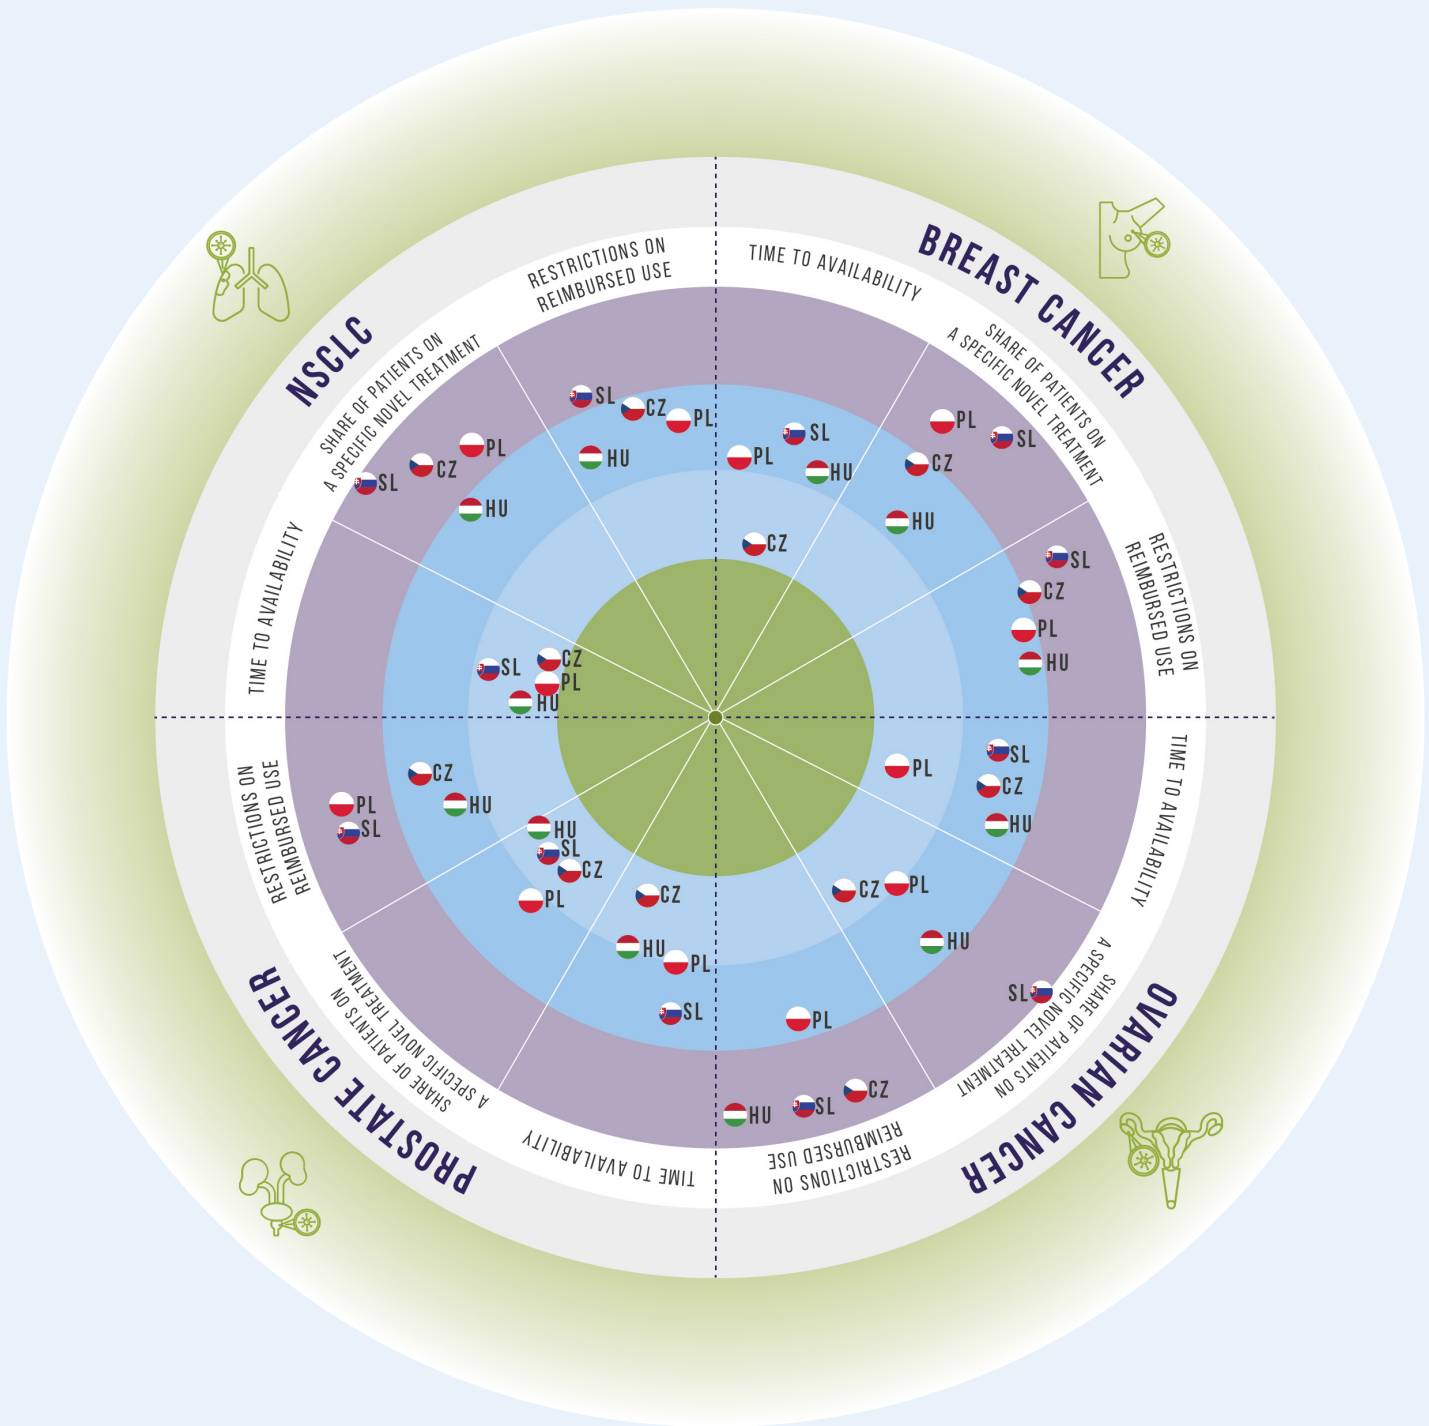 NSCLC
RESTRICTIONS ON
REIMBURSED USE
SL
CZ
PL
HU
SHARE OF PATIENTS ON
A SPECIFIC NOVEL TREATMENT
PL
CZ
SL
HU
TIME TO AVAILABILITY
CZ
SL
PL
HU
BREAST CANCER
TIME TO AVAILABILITY
SL
PL
HU
CZ
SHARE OF PATIENTS ON
A SPECIFIC NOVEL TREATMENT
PL
SL
CZ
HU
RESTRICTIONS ON
REIMBURSED USE
SL
CZ
PL
HU
OVARIAN CANCER
TIME TO AVAILABILITY
SL
PL
CZ
HU
SHARE OF PATIENTS ON
A SPECIFIC NOVEL TREATMENT
CZ
PL
HU
SL
RESTRICTIONS ON
REIMBURSED USE
PL
CZ
SL
HU
PROSTATE CANCER
TIME TO AVAILABILITY
CZ
HU
PL
SL
SHARE OF PATIENTS ON
A SPECIFIC NOVEL TREATMENT
HU
SL
CZ
PL
RESTRICTIONS ON
REIMBURSED USE
CZ
HU
PL
SL